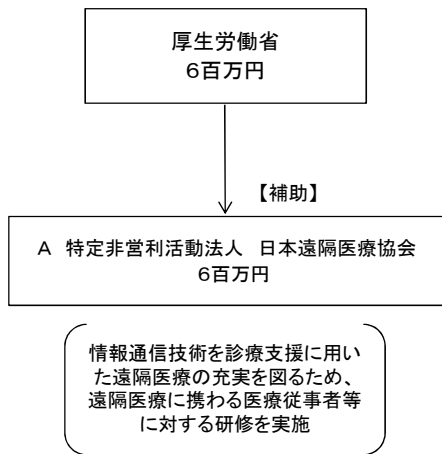 厚生労働省
６百万円
【補助】
Ａ　特定非営利活動法人　日本遠隔医療協会
６百万円
情報通信技術を診療支援に用い
た遠隔医療の充実を図るため、
遠隔医療に携わる医療従事者等
に対する研修を実施